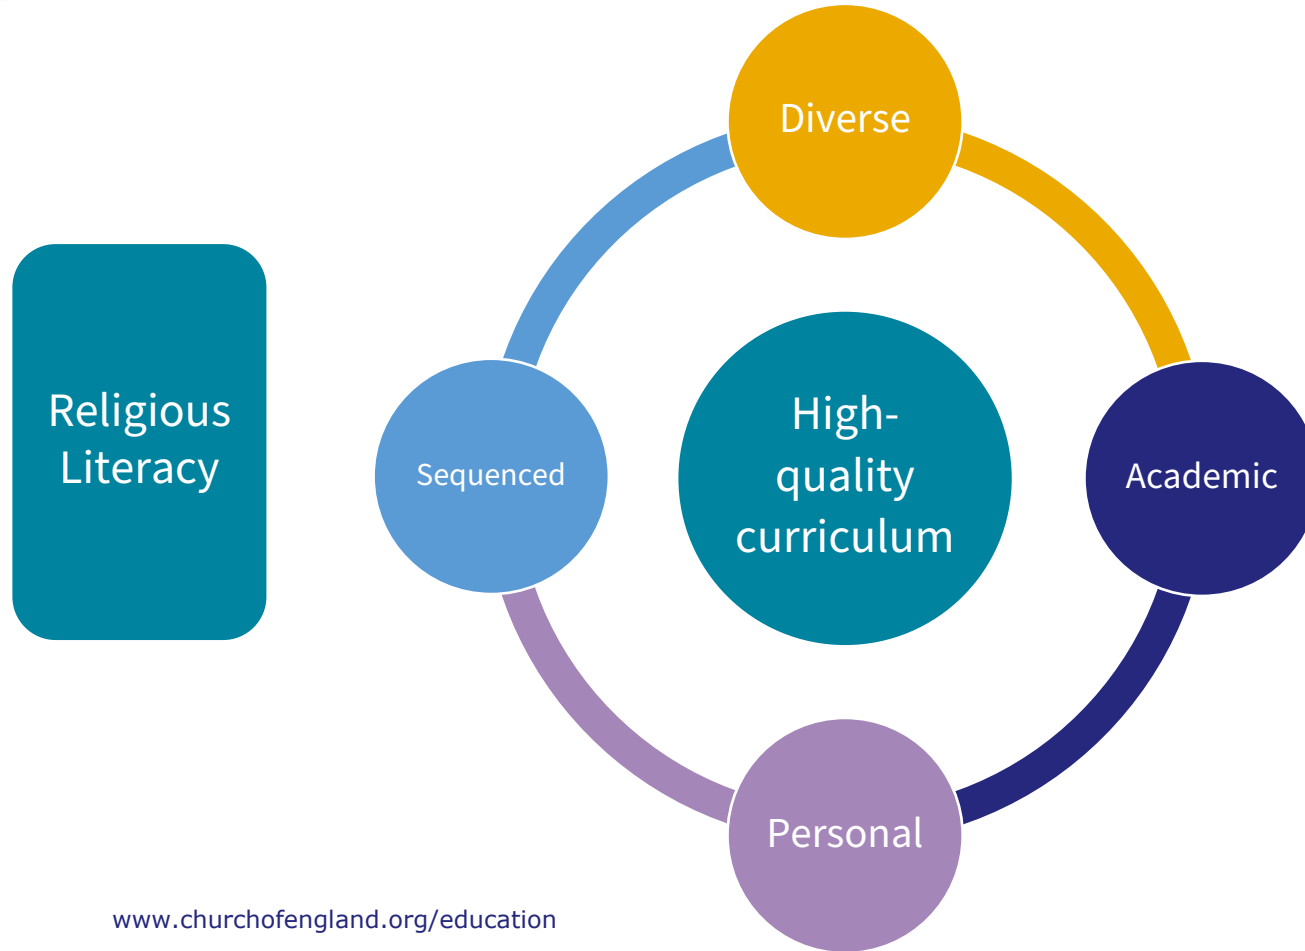 Religious
Literacy
Diverse
Sequenced
High-
quality
curriculum
Academic
Personal
www.churchofengland.org/education